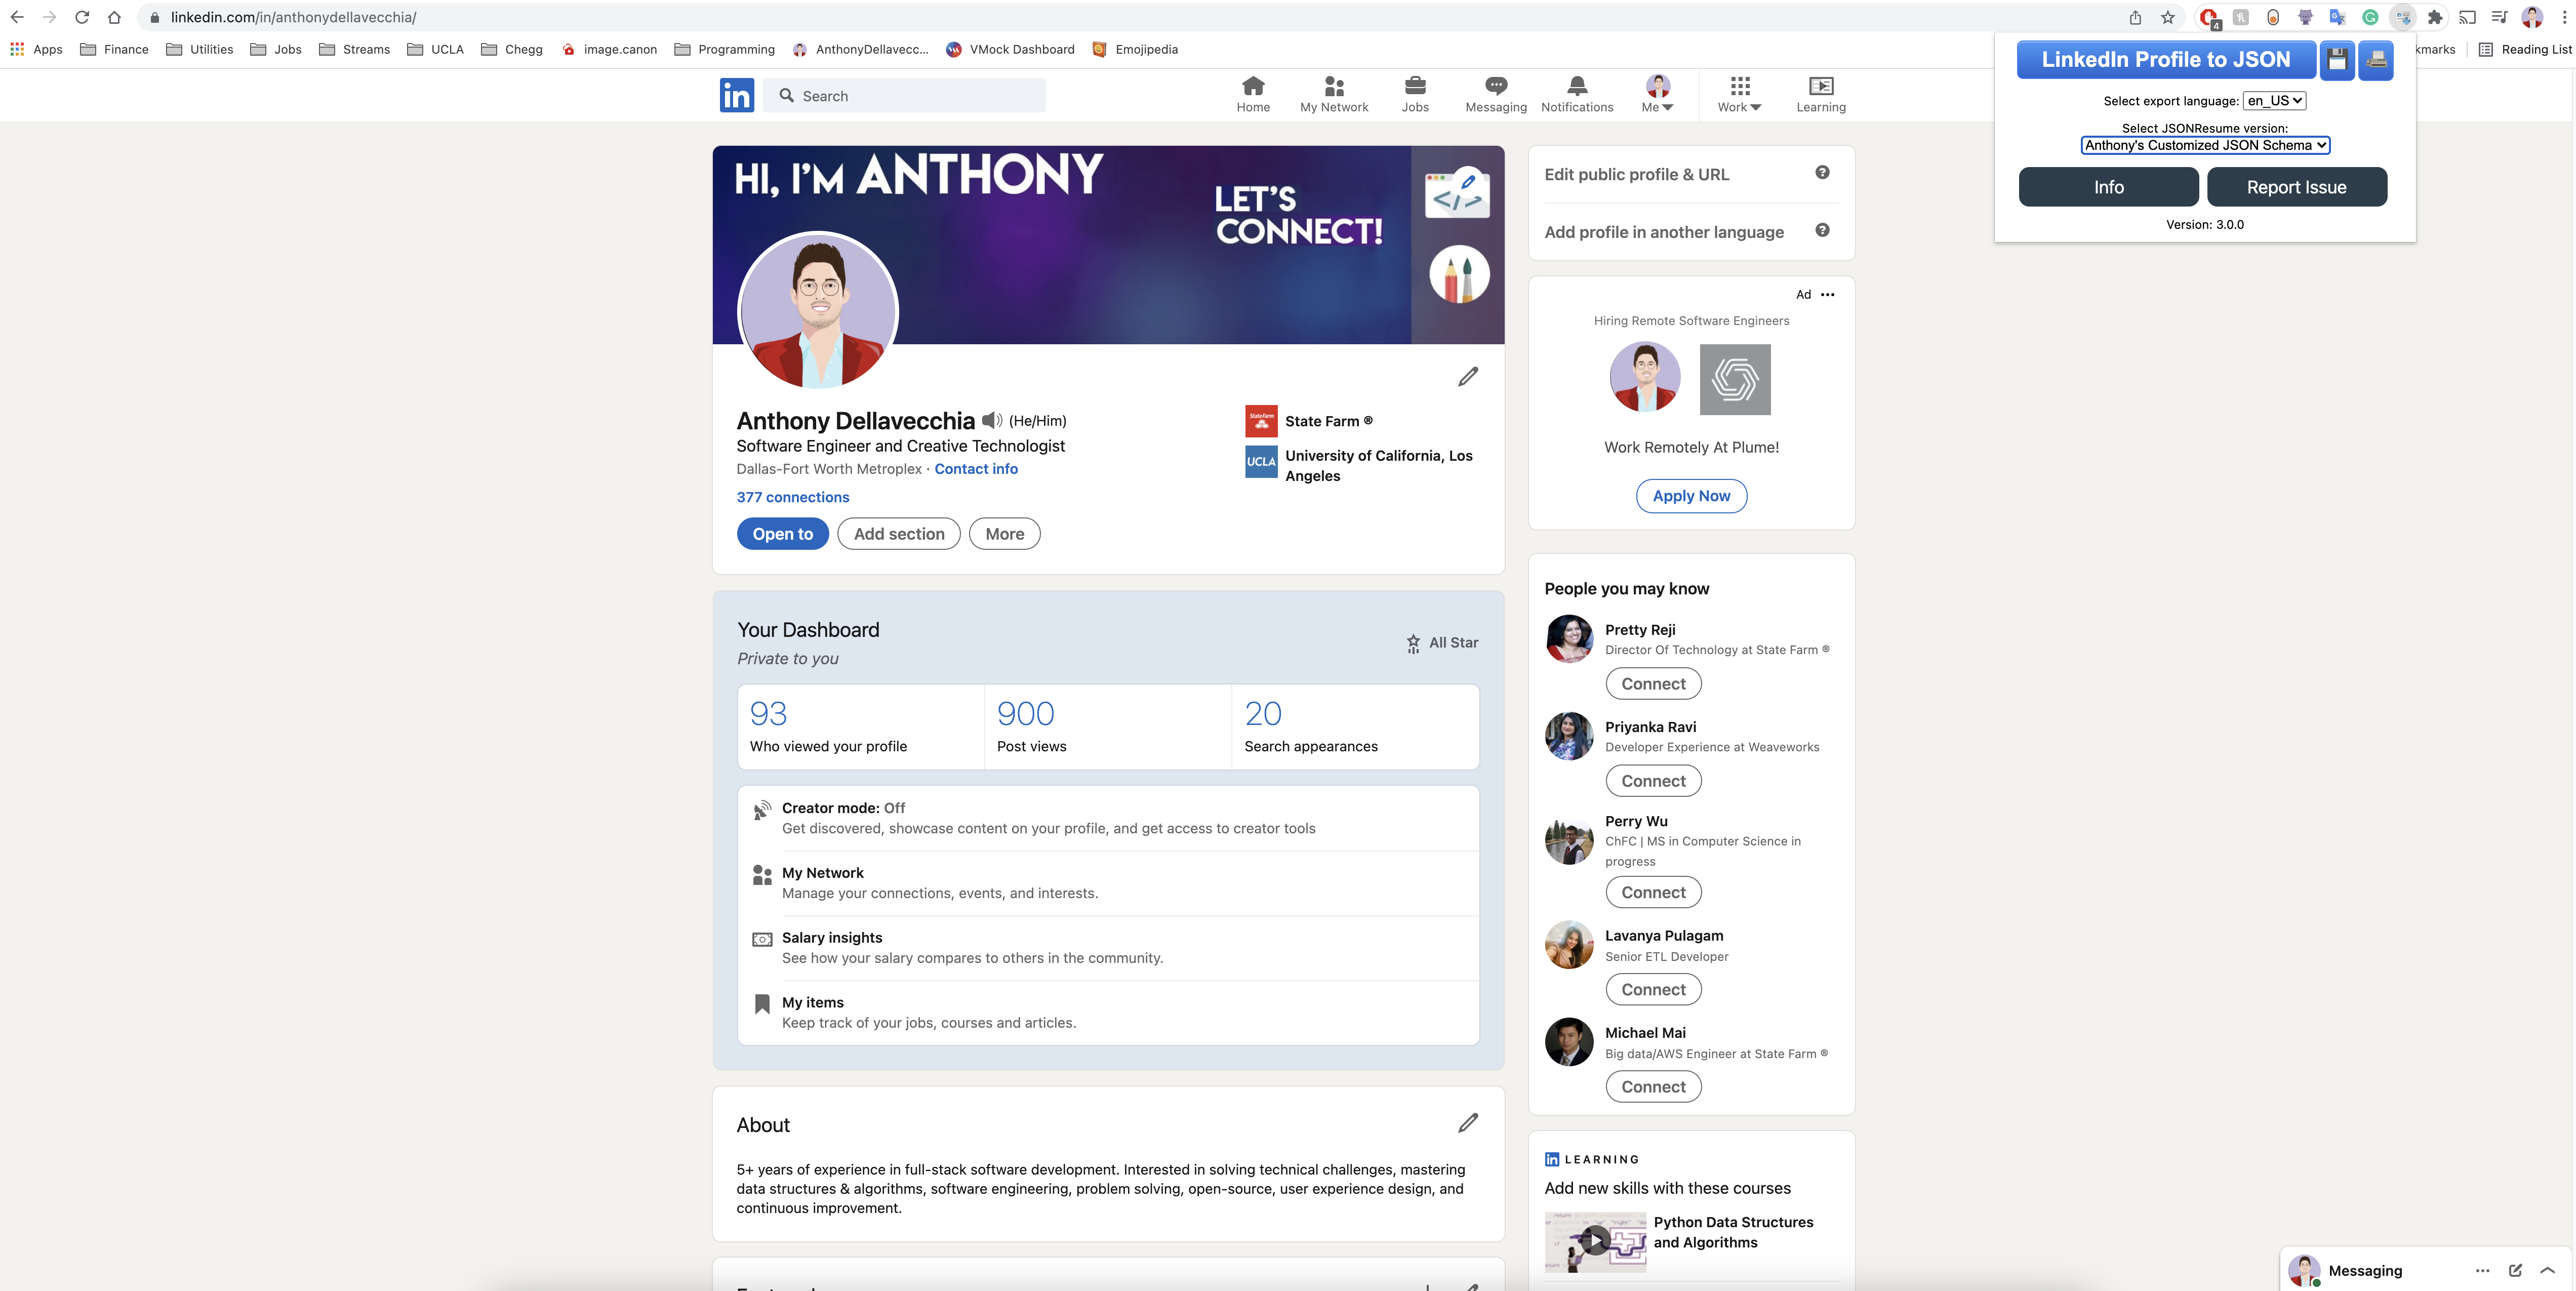 linkedin.com/in/anthonydellavecchia/
4
Apps Finance Utilities Jobs Streams UCLA Chegg image.canon Programming AnthonyDellavecc... VMock Dashboard Emojipedia kmarks Reading List
in Search Home My Network Jobs Messaging Notifications Me Work Learning
LinkedIn Profile to JSON
Select export language: en_US
Select JSONResume version:
Anthony's Customized JSON Schema
Info Report Issue
Version: 3.0.0
HI, I'M ANTHONY
LET'S
CONNECT!
</>
Anthony Dellavecchia (He/Him)
Software Engineer and Creative Technologist
Dallas-Fort Worth Metroplex · Contact info
377 connections
Open to Add section More
StateFarm State Farm ®
UCLA University of California, Los
Angeles
Your Dashboard
Private to you
All Star
93 900 20
Who viewed your profile Post views Search appearances
Creator mode: Off
Get discovered, showcase content on your profile, and get access to creator tools
My Network
Manage your connections, events, and interests.
Salary insights
See how your salary compares to others in the community.
My items
Keep track of your jobs, courses and articles.
About
5+ years of experience in full-stack software development. Interested in solving technical challenges, mastering
data structures & algorithms, software engineering, problem solving, open-source, user experience design, and
continuous improvement.
Edit public profile & URL
Add profile in another language
Ad
Hiring Remote Software Engineers
Work Remotely At Plume!
Apply Now
People you may know
Pretty Reji
Director Of Technology at State Farm ®
Connect
Priyanka Ravi
Developer Experience at Weaveworks
Connect
Perry Wu
ChFC | MS in Computer Science in
progress
Connect
Lavanya Pulagam
Senior ETL Developer
Connect
Michael Mai
Big data/AWS Engineer at State Farm ®
Connect
in LEARNING
Add new skills with these courses
Python Data Structures
and Algorithms
Messaging